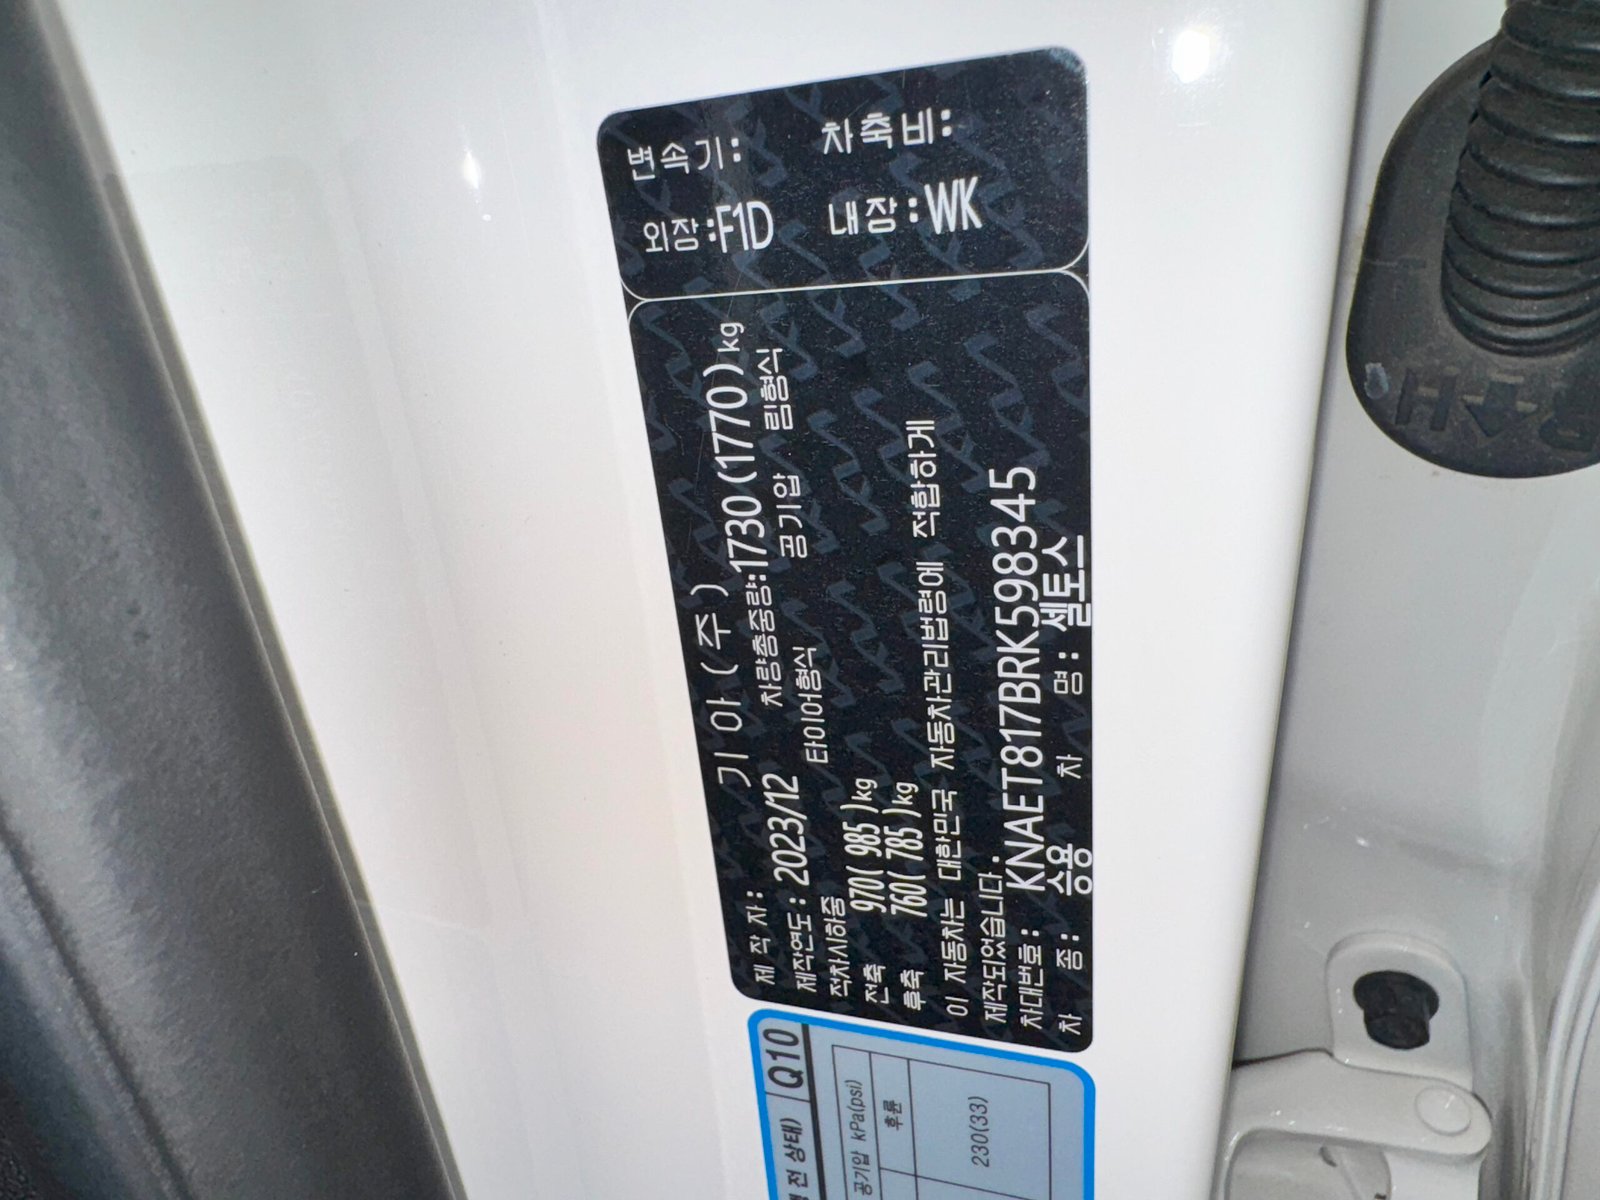 변속기: 차축비:
외장:F1D 내장:WK
제 작 자: 기 아 (주)
제작연도: 2023/12 차량총중량:1730(1770)kg
적차시하중 타이어형식 공기압 림형식
전축 970( 985 )kg
후축 760( 785 )kg
이 자동차는 대한민국 자동차관리법령에 적합하게
제작되었습니다.
차대번호: KNAET817BRK598345
차 종: 승용 차 명: 셀토스
전 상태) Q10
공기압 kPa(psi)
후륜
230(33)